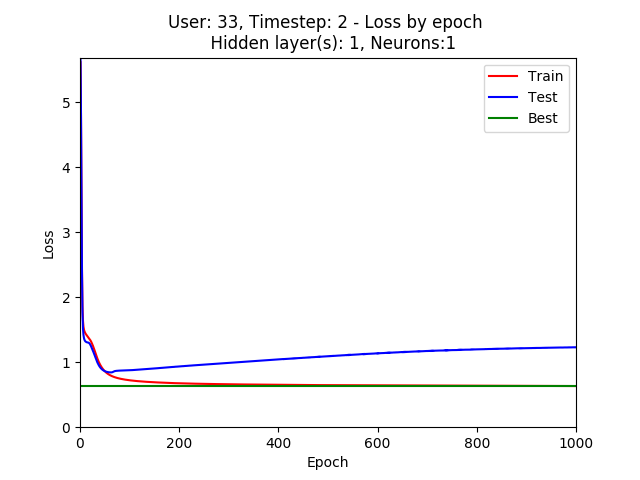 User: 33, Timestep: 2 - Loss by epoch
Hidden layer(s): 1, Neurons:1
Train
Test
Best
5
4
3
2
1
0
Loss
0 200 400 600 800 1000
Epoch